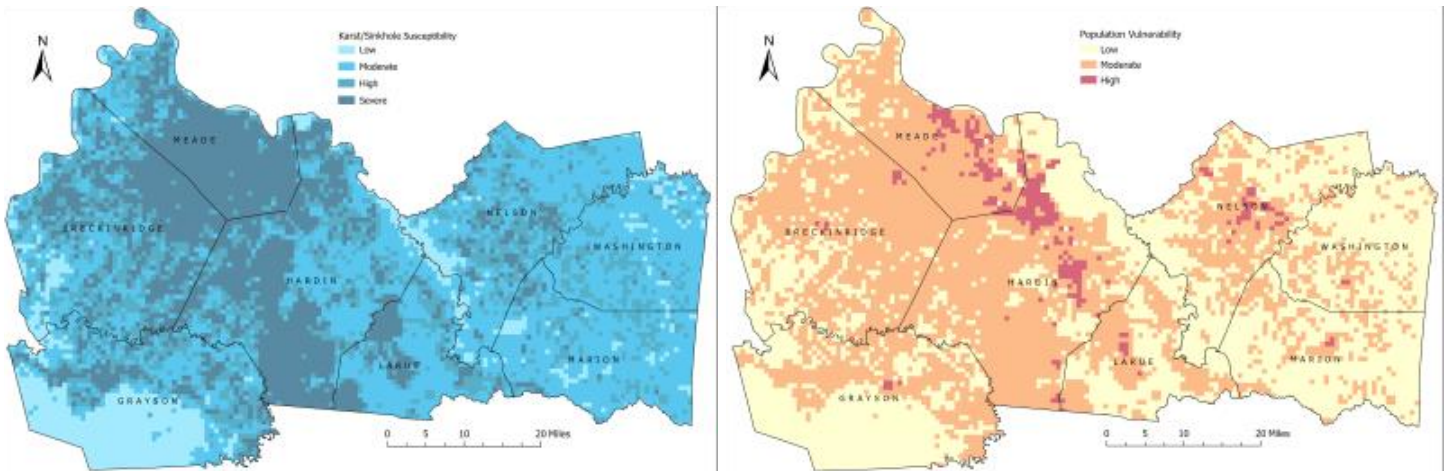 N
Karst/Sinkhole Susceptibility
Low
Moderate
High
Severe
MEADE
BRECKINRIDGE
HARDIN
NELSON
WASHINGTON
LARUE
MARION
GRAYSON
0 5 10 20 Miles
N
Population Vulnerability
Low
Moderate
High
MEADE
BRECKINRIDGE
HARDIN
NELSON
WASHINGTON
LARUE
MARION
GRAYSON
0 5 10 20 Miles